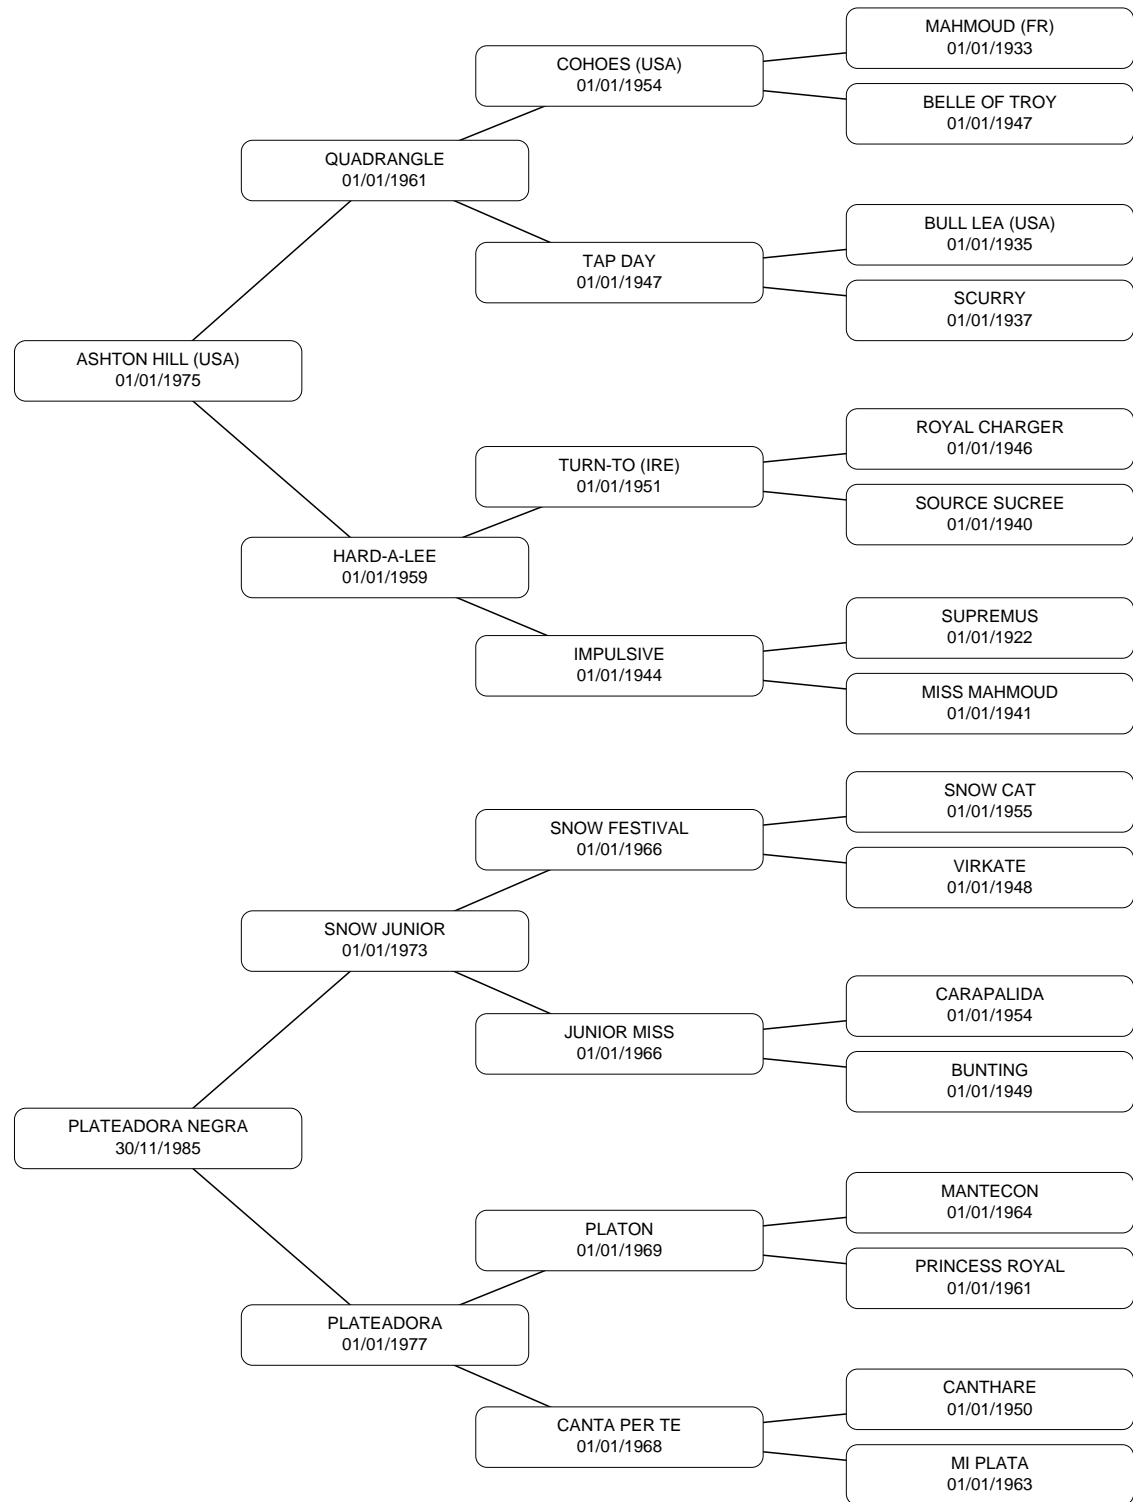 MAHMOUD (FR)
01/01/1933
COHOES (USA)
01/01/1954
BELLE OF TROY
01/01/1947
QUADRANGLE
01/01/1961
BULL LEA (USA)
01/01/1935
TAP DAY
01/01/1947
SCURRY
01/01/1937
ASHTON HILL (USA)
01/01/1975
ROYAL CHARGER
01/01/1946
TURN-TO (IRE)
01/01/1951
SOURCE SUCREE
01/01/1940
HARD-A-LEE
01/01/1959
SUPREMUS
01/01/1922
IMPULSIVE
01/01/1944
MISS MAHMOUD
01/01/1941
SNOW CAT
01/01/1955
SNOW FESTIVAL
01/01/1966
VIRKATE
01/01/1948
SNOW JUNIOR
01/01/1973
CARAPALIDA
01/01/1954
JUNIOR MISS
01/01/1966
BUNTING
01/01/1949
PLATEADORA NEGRA
30/11/1985
MANTECON
01/01/1964
PLATON
01/01/1969
PRINCESS ROYAL
01/01/1961
PLATEADORA
01/01/1977
CANTHARE
01/01/1950
CANTA PER TE
01/01/1968
MI PLATA
01/01/1963